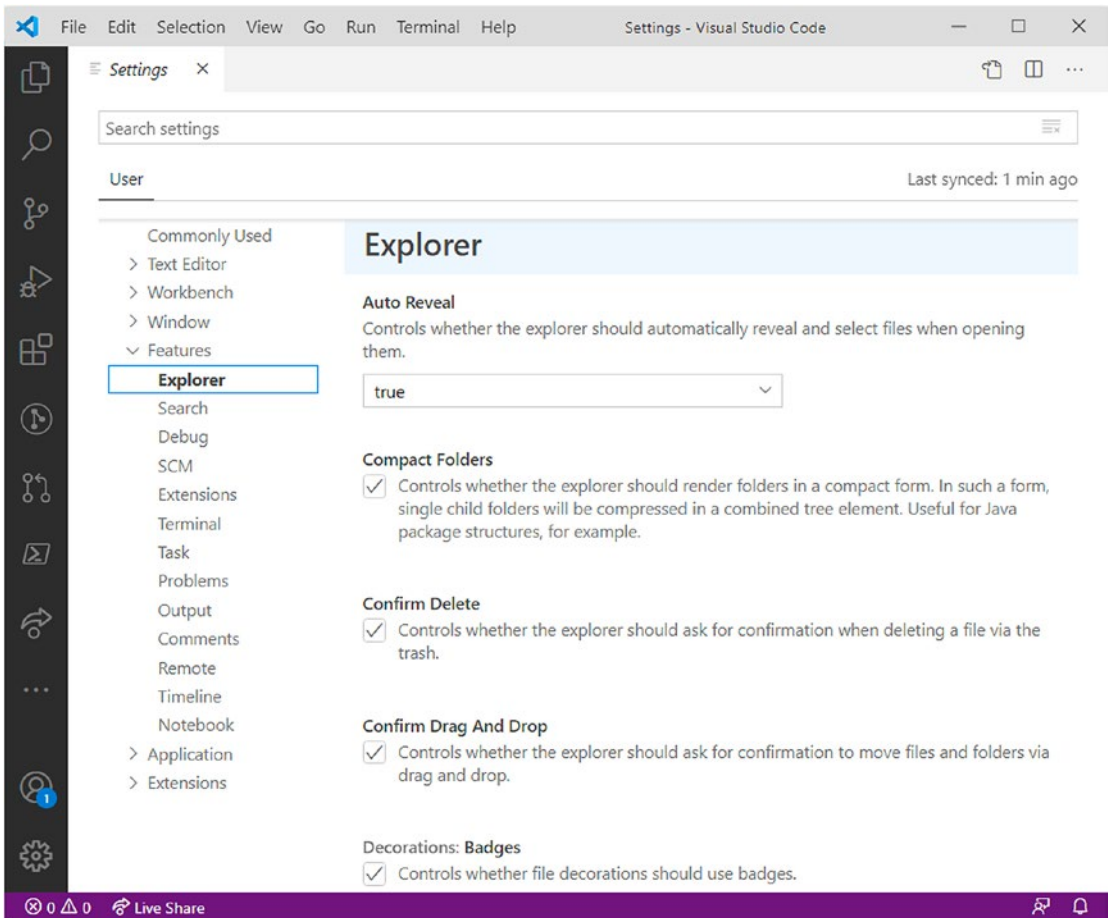 File Edit Selection View Go Run Terminal Help Settings - Visual Studio Code
Settings
Search settings
User Last synced: 1 min ago
Commonly Used
Text Editor
Workbench
Window
Features
Explorer
Search
Debug
SCM
Extensions
Terminal
Task
Problems
Output
Comments
Remote
Timeline
Notebook
Application
Extensions
Explorer
Auto Reveal
Controls whether the explorer should automatically reveal and select files when opening
them.
true
Compact Folders
Controls whether the explorer should render folders in a compact form. In such a form,
single child folders will be compressed in a combined tree element. Useful for Java
package structures, for example.
Confirm Delete
Controls whether the explorer should ask for confirmation when deleting a file via the
trash.
Confirm Drag And Drop
Controls whether the explorer should ask for confirmation to move files and folders via
drag and drop.
Decorations: Badges
Controls whether file decorations should use badges.
1
0 0 Live Share